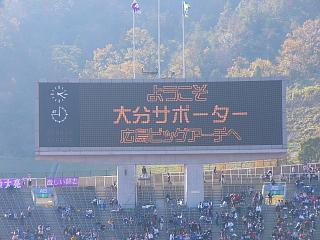 ようこそ
大分サポーター
広島ビッグアーチへ